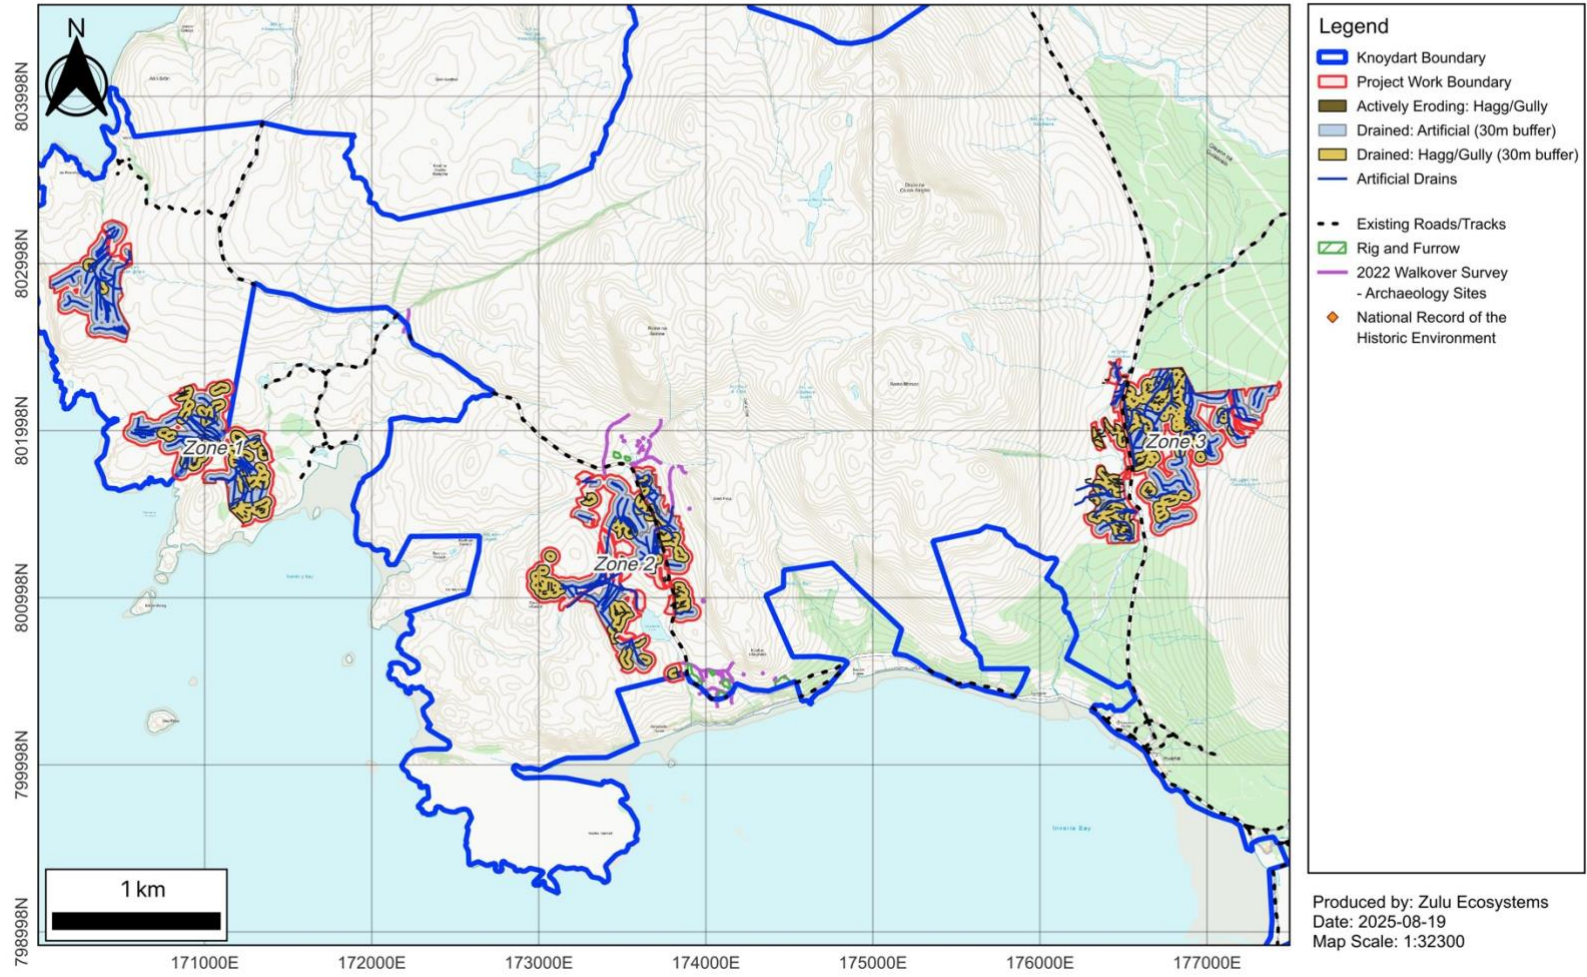 N
803998N
802998N
801998N
800998N
799998N
798998N
Zone 1
Zone 2
Zone 3
Inverie Bay
1 km
171000E
172000E
173000E
174000E
175000E
176000E
177000E
Legend
Knoydart Boundary
Project Work Boundary
Actively Eroding: Hagg/Gully
Drained: Artificial (30m buffer)
Drained: Hagg/Gully (30m buffer)
Artificial Drains
Existing Roads/Tracks
Rig and Furrow
2022 Walkover Survey
- Archaeology Sites
National Record of the
Historic Environment
Produced by: Zulu Ecosystems
Date: 2025-08-19
Map Scale: 1:32300